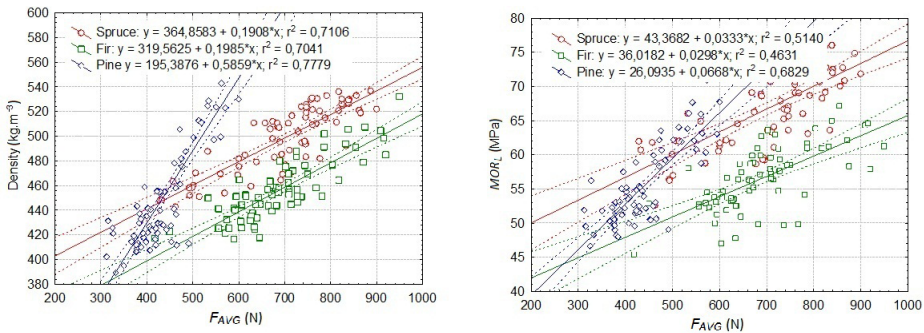 Spruce: y = 364,8583 + 0,1908*x; r² = 0,7106
Fir: y = 319,5625 + 0,1985*x; r² = 0,7041
Pine y = 195,3876 + 0,5859*x; r² = 0,7779
Density (kg.m⁻³)
580
560
540
520
500
480
460
440
420
400
380
200 300 400 500 600 700 800 900 1000
F_AVG (N)
Spruce: y = 43,3682 + 0,0333*x; r² = 0,5140
Fir: y = 36,0182 + 0,0298*x; r² = 0,4631
Pine: y = 26,0935 + 0,0668*x; r² = 0,6829
MOR_L (MPa)
80
75
70
65
60
55
50
45
40
200 300 400 500 600 700 800 900 1000
F_AVG (N)